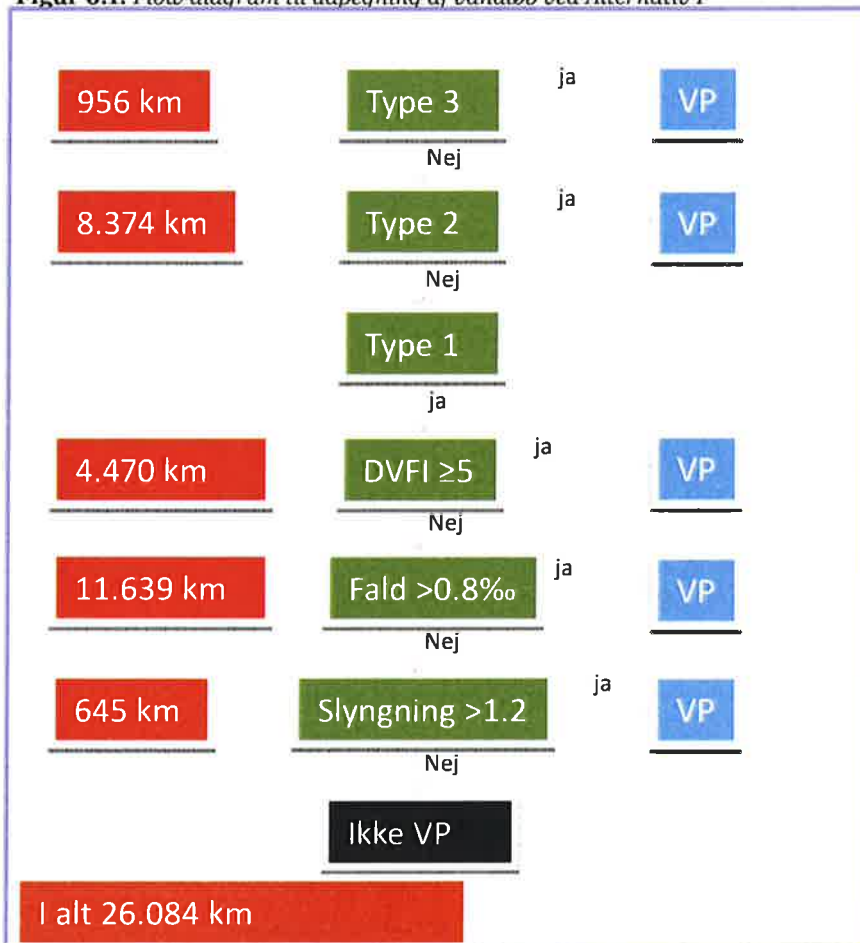 956 km Type 3 ja VP
Nej
8.374 km Type 2 ja VP
Nej
Type 1
ja
4.470 km DVFI ≥5 ja VP
Nej
11.639 km Fald >0.8‰ ja VP
Nej
645 km Slyngning >1.2 ja VP
Nej
Ikke VP
I alt 26.084 km